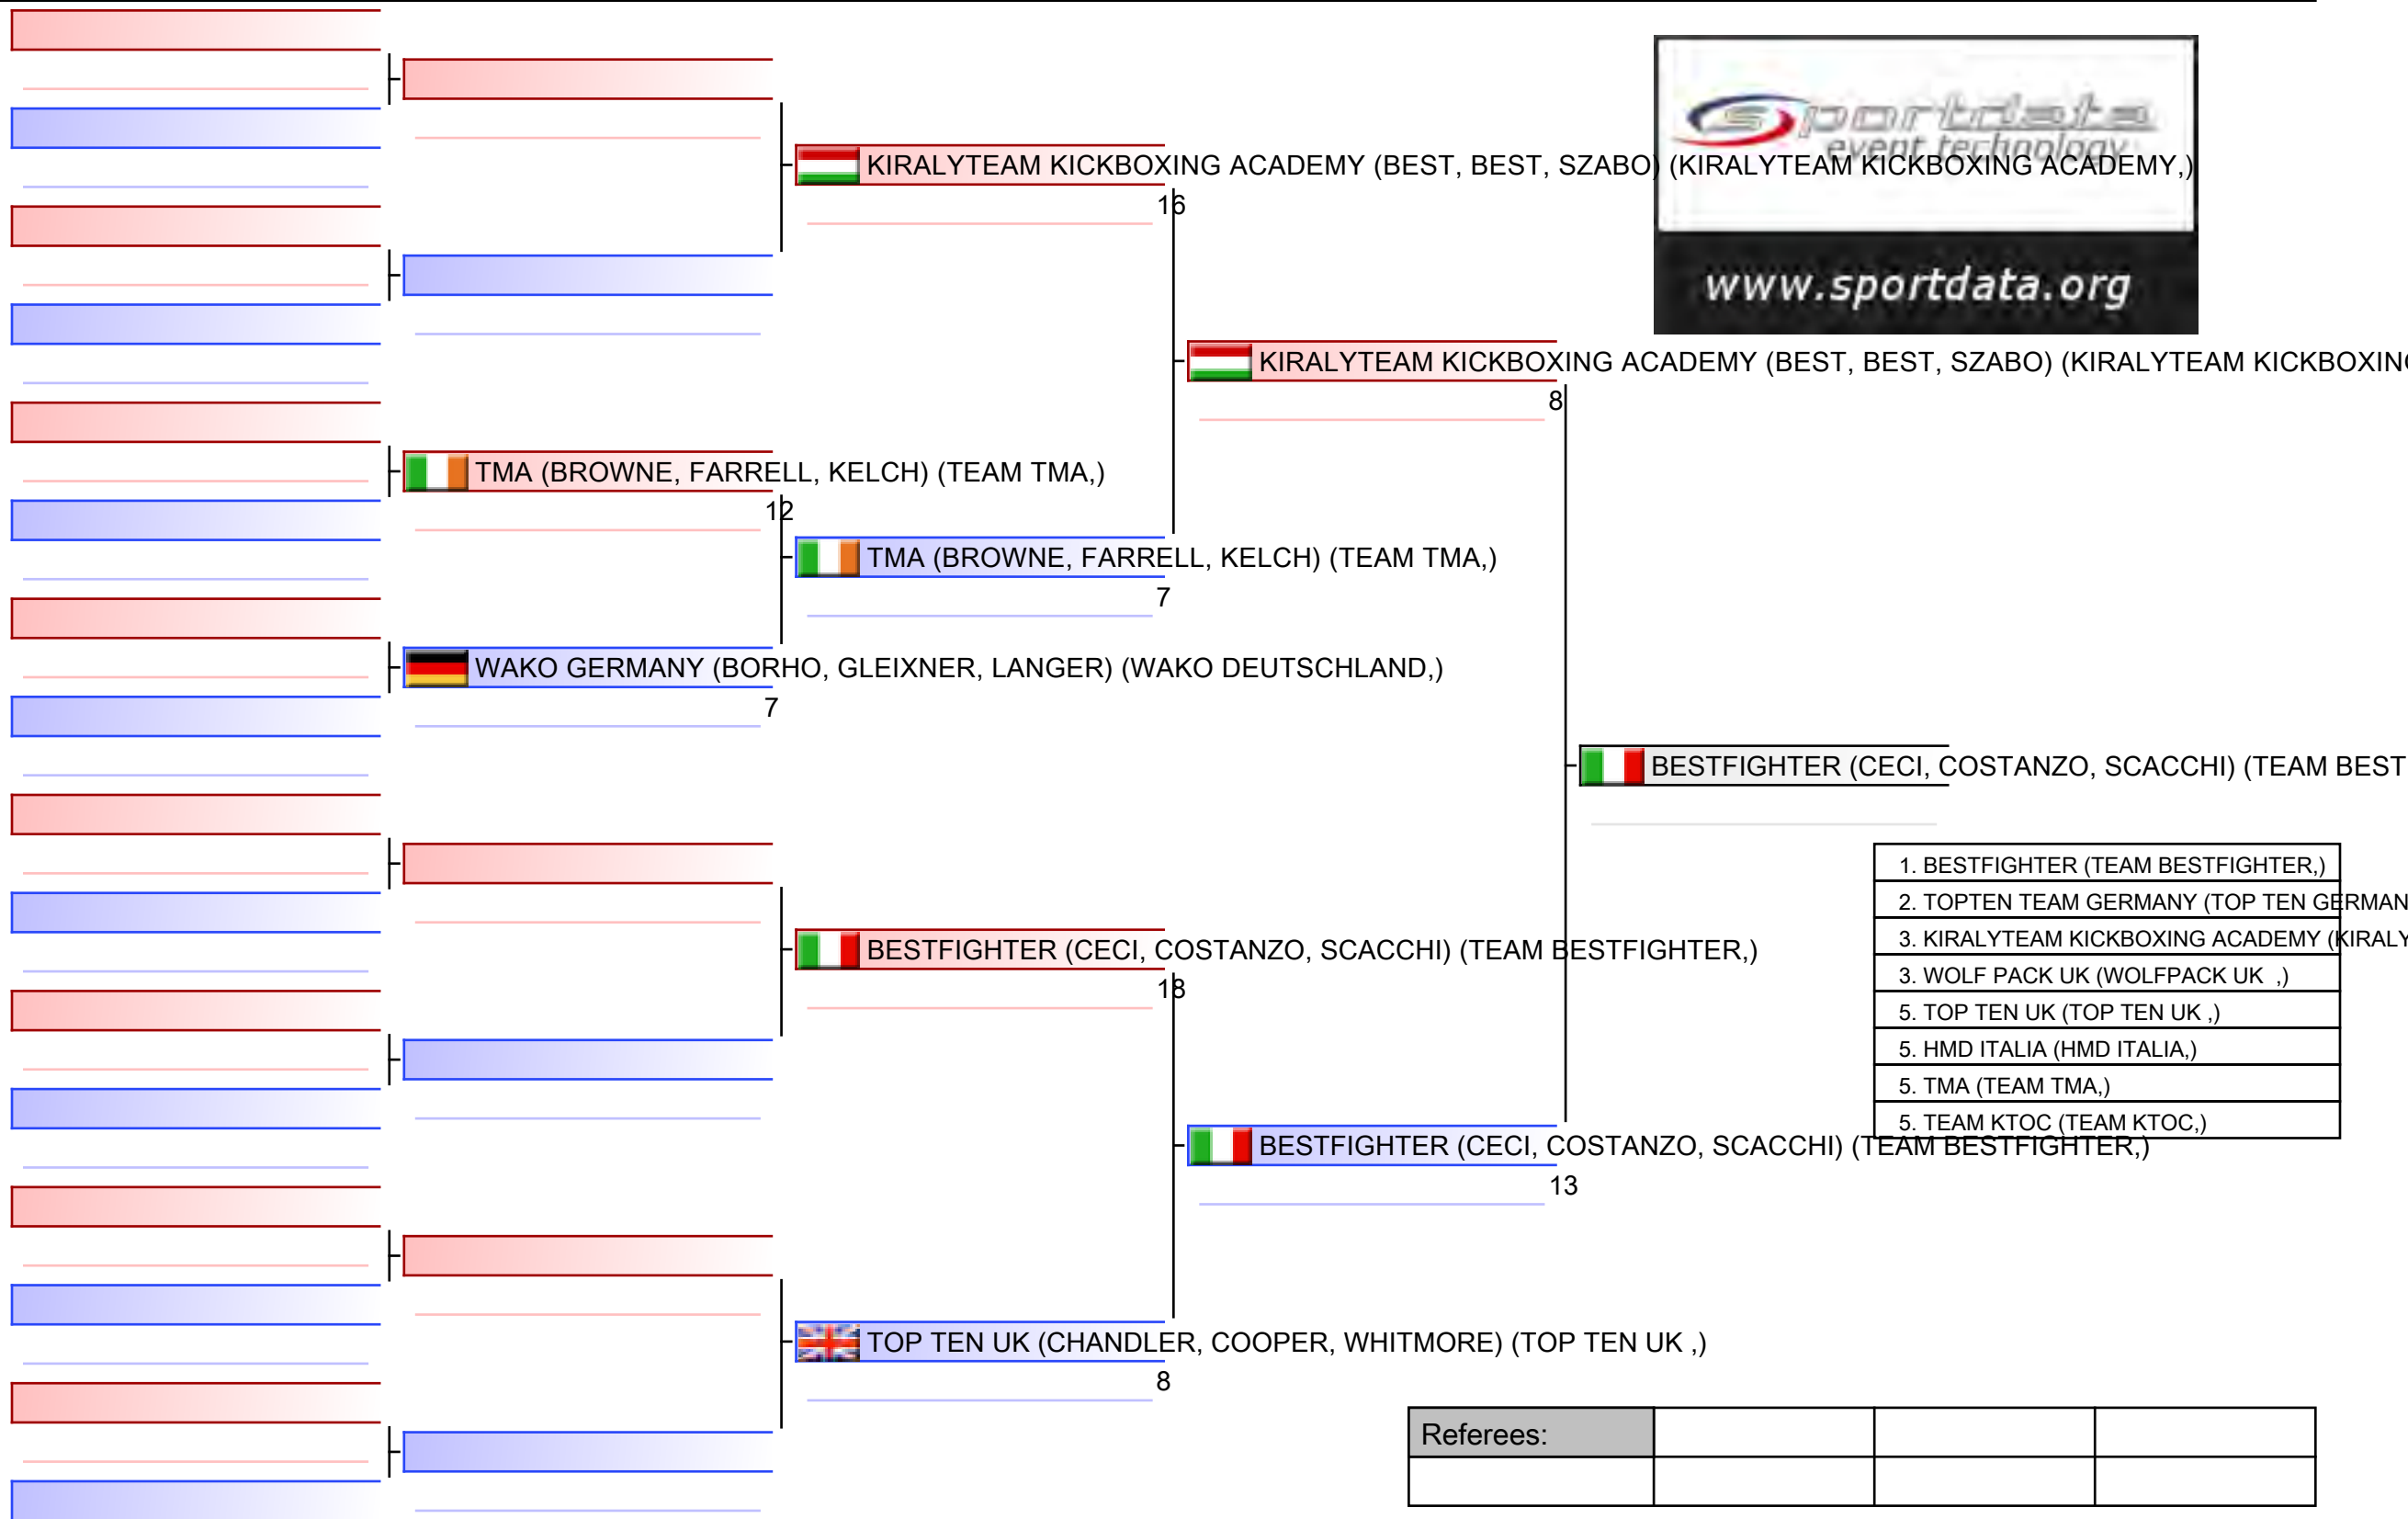 sportdata
event technology
www.sportdata.org
KIRALYTEAM KICKBOXING ACADEMY (BEST, BEST, SZABO) (KIRALYTEAM KICKBOXING ACADEMY,)
16
KIRALYTEAM KICKBOXING ACADEMY (BEST, BEST, SZABO) (KIRALYTEAM KICKBOXING
8
TMA (BROWNE, FARRELL, KELCH) (TEAM TMA,)
12
TMA (BROWNE, FARRELL, KELCH) (TEAM TMA,)
7
WAKO GERMANY (BORHO, GLEIXNER, LANGER) (WAKO DEUTSCHLAND,)
7
BESTFIGHTER (CECI, COSTANZO, SCACCHI) (TEAM BEST
1. BESTFIGHTER (TEAM BESTFIGHTER,)
2. TOPTEN TEAM GERMANY (TOP TEN GERMAN
3. KIRALYTEAM KICKBOXING ACADEMY (KIRALY
3. WOLF PACK UK (WOLFPACK UK  ,)
5. TOP TEN UK (TOP TEN UK ,)
5. HMD ITALIA (HMD ITALIA,)
5. TMA (TEAM TMA,)
5. TEAM KTOC (TEAM KTOC,)
BESTFIGHTER (CECI, COSTANZO, SCACCHI) (TEAM BESTFIGHTER,)
18
BESTFIGHTER (CECI, COSTANZO, SCACCHI) (TEAM BESTFIGHTER,)
13
TOP TEN UK (CHANDLER, COOPER, WHITMORE) (TOP TEN UK ,)
8
Referees: